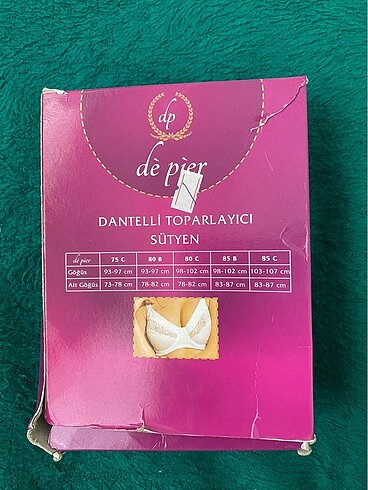 dp
dè pier
DANTELLİ TOPARLAYICI
SÜTYEN
dè pier 75 C 80 B 80 C 85 B 85 C
Göğüs 93-97 cm 93-97 cm 98-102 cm 98-102 cm 103-107 cm
Alt Göğüs 73-78 cm 78-82 cm 78-82 cm 83-87 cm 83-87 cm